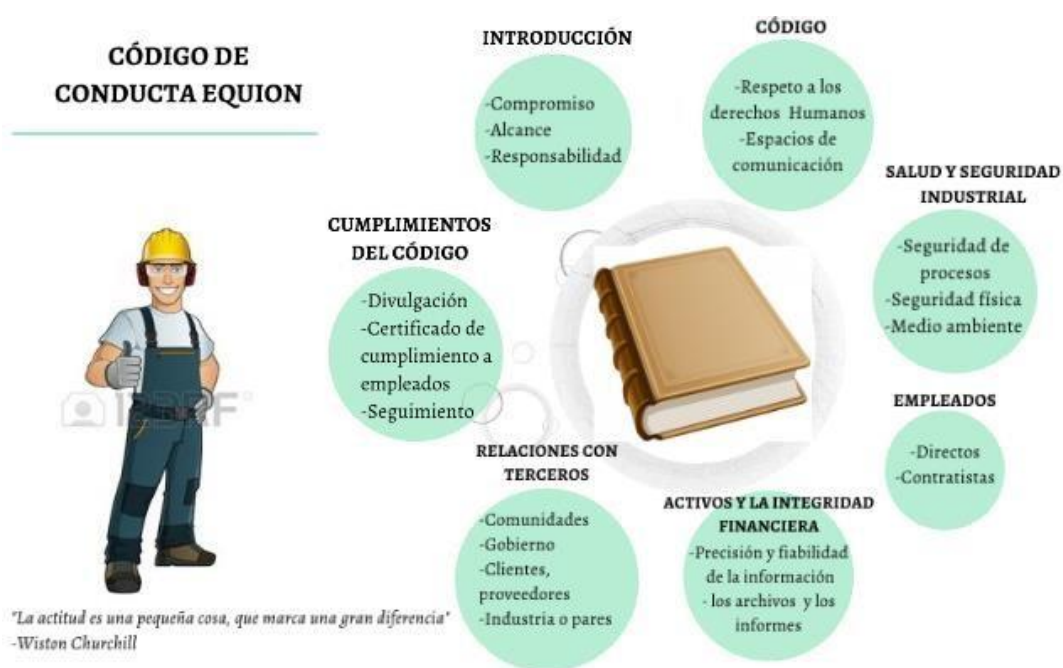 CÓDIGO DE
CONDUCTA EQUION
INTRODUCCIÓN
-Compromiso
-Alcance
-Responsabilidad
CÓDIGO
-Respeto a los
derechos Humanos
-Espacios de
comunicación
SALUD Y SEGURIDAD
INDUSTRIAL
-Seguridad de
procesos
-Seguridad física
-Medio ambiente
EMPLEADOS
-Directos
-Contratistas
ACTIVOS Y LA INTEGRIDAD
FINANCIERA
-Precisión y fiabilidad
de la información
- los archivos y los
informes
RELACIONES CON
TERCEROS
-Comunidades
-Gobierno
-Clientes,
proveedores
-Industria o pares
CUMPLIMIENTOS
DEL CÓDIGO
-Divulgación
-Certificado de
cumplimiento a
empleados
-Seguimiento
"La actitud es una pequeña cosa, que marca una gran diferencia"
-Wiston Churchill